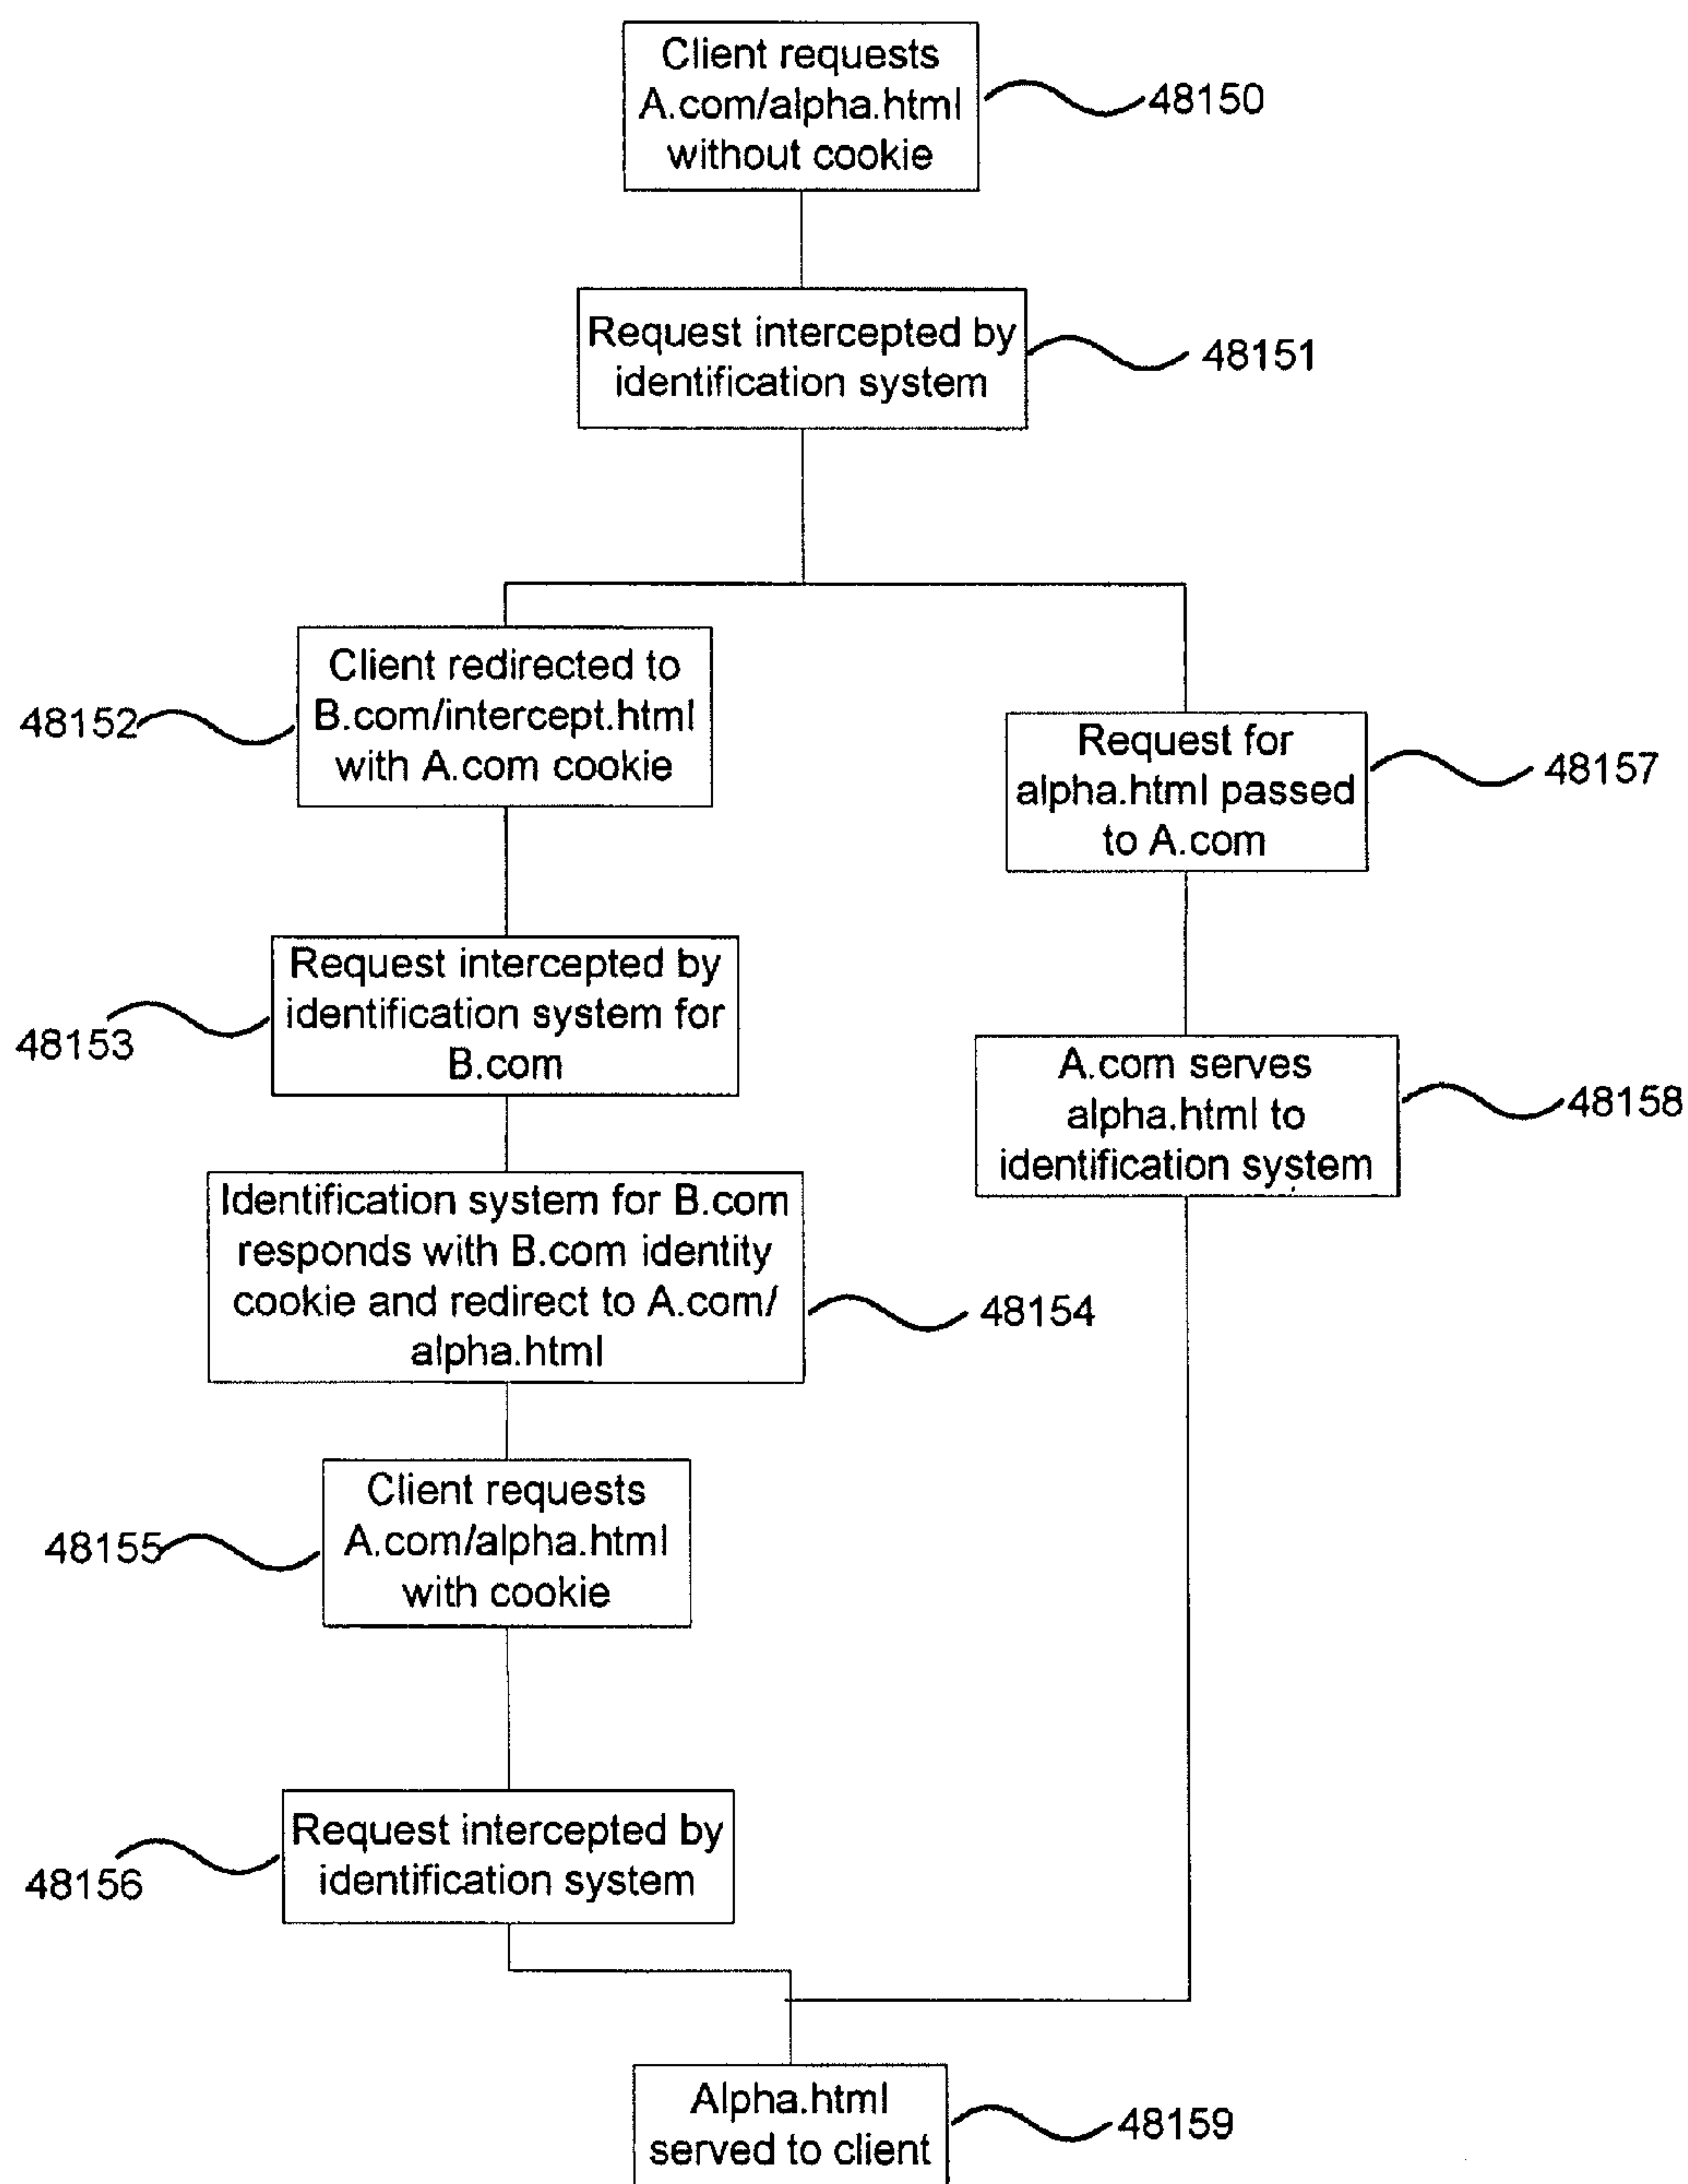 Client requests
A.com/alpha.html
without cookie
48150
Request intercepted by
identification system
48151
Client redirected to
B.com/intercept.html
with A.com cookie
48152
Request for
alpha.html passed
to A.com
48157
Request intercepted by
identification system for
B.com
48153
A.com serves
alpha.html to
identification system
48158
Identification system for B.com
responds with B.com identity
cookie and redirect to A.com/
alpha.html
48154
Client requests
A.com/alpha.html
with cookie
48155
Request intercepted by
identification system
48156
Alpha.html
served to client
48159